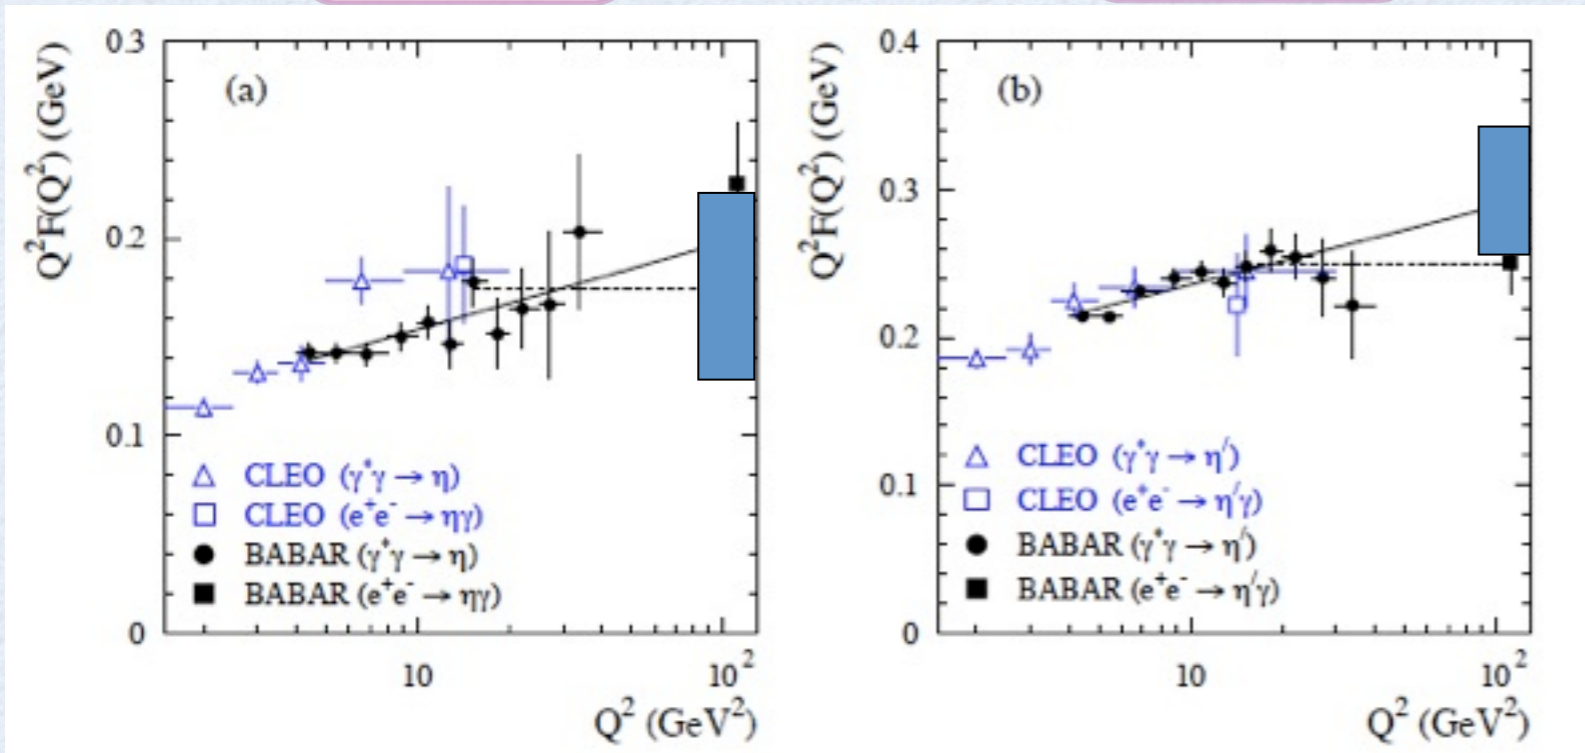 (a)
Q²F(Q²) (GeV)
0.3
0.2
0.1
0
CLEO (γ*γ → η)
CLEO (e⁺e⁻ → ηγ)
BABAR (γ*γ → η)
BABAR (e⁺e⁻ → ηγ)
10
10²
Q² (GeV²)
(b)
Q²F(Q²) (GeV)
0.4
0.3
0.2
0.1
0
CLEO (γ*γ → η′)
CLEO (e⁺e⁻ → η′γ)
BABAR (γ*γ → η′)
BABAR (e⁺e⁻ → η′γ)
10
10²
Q² (GeV²)